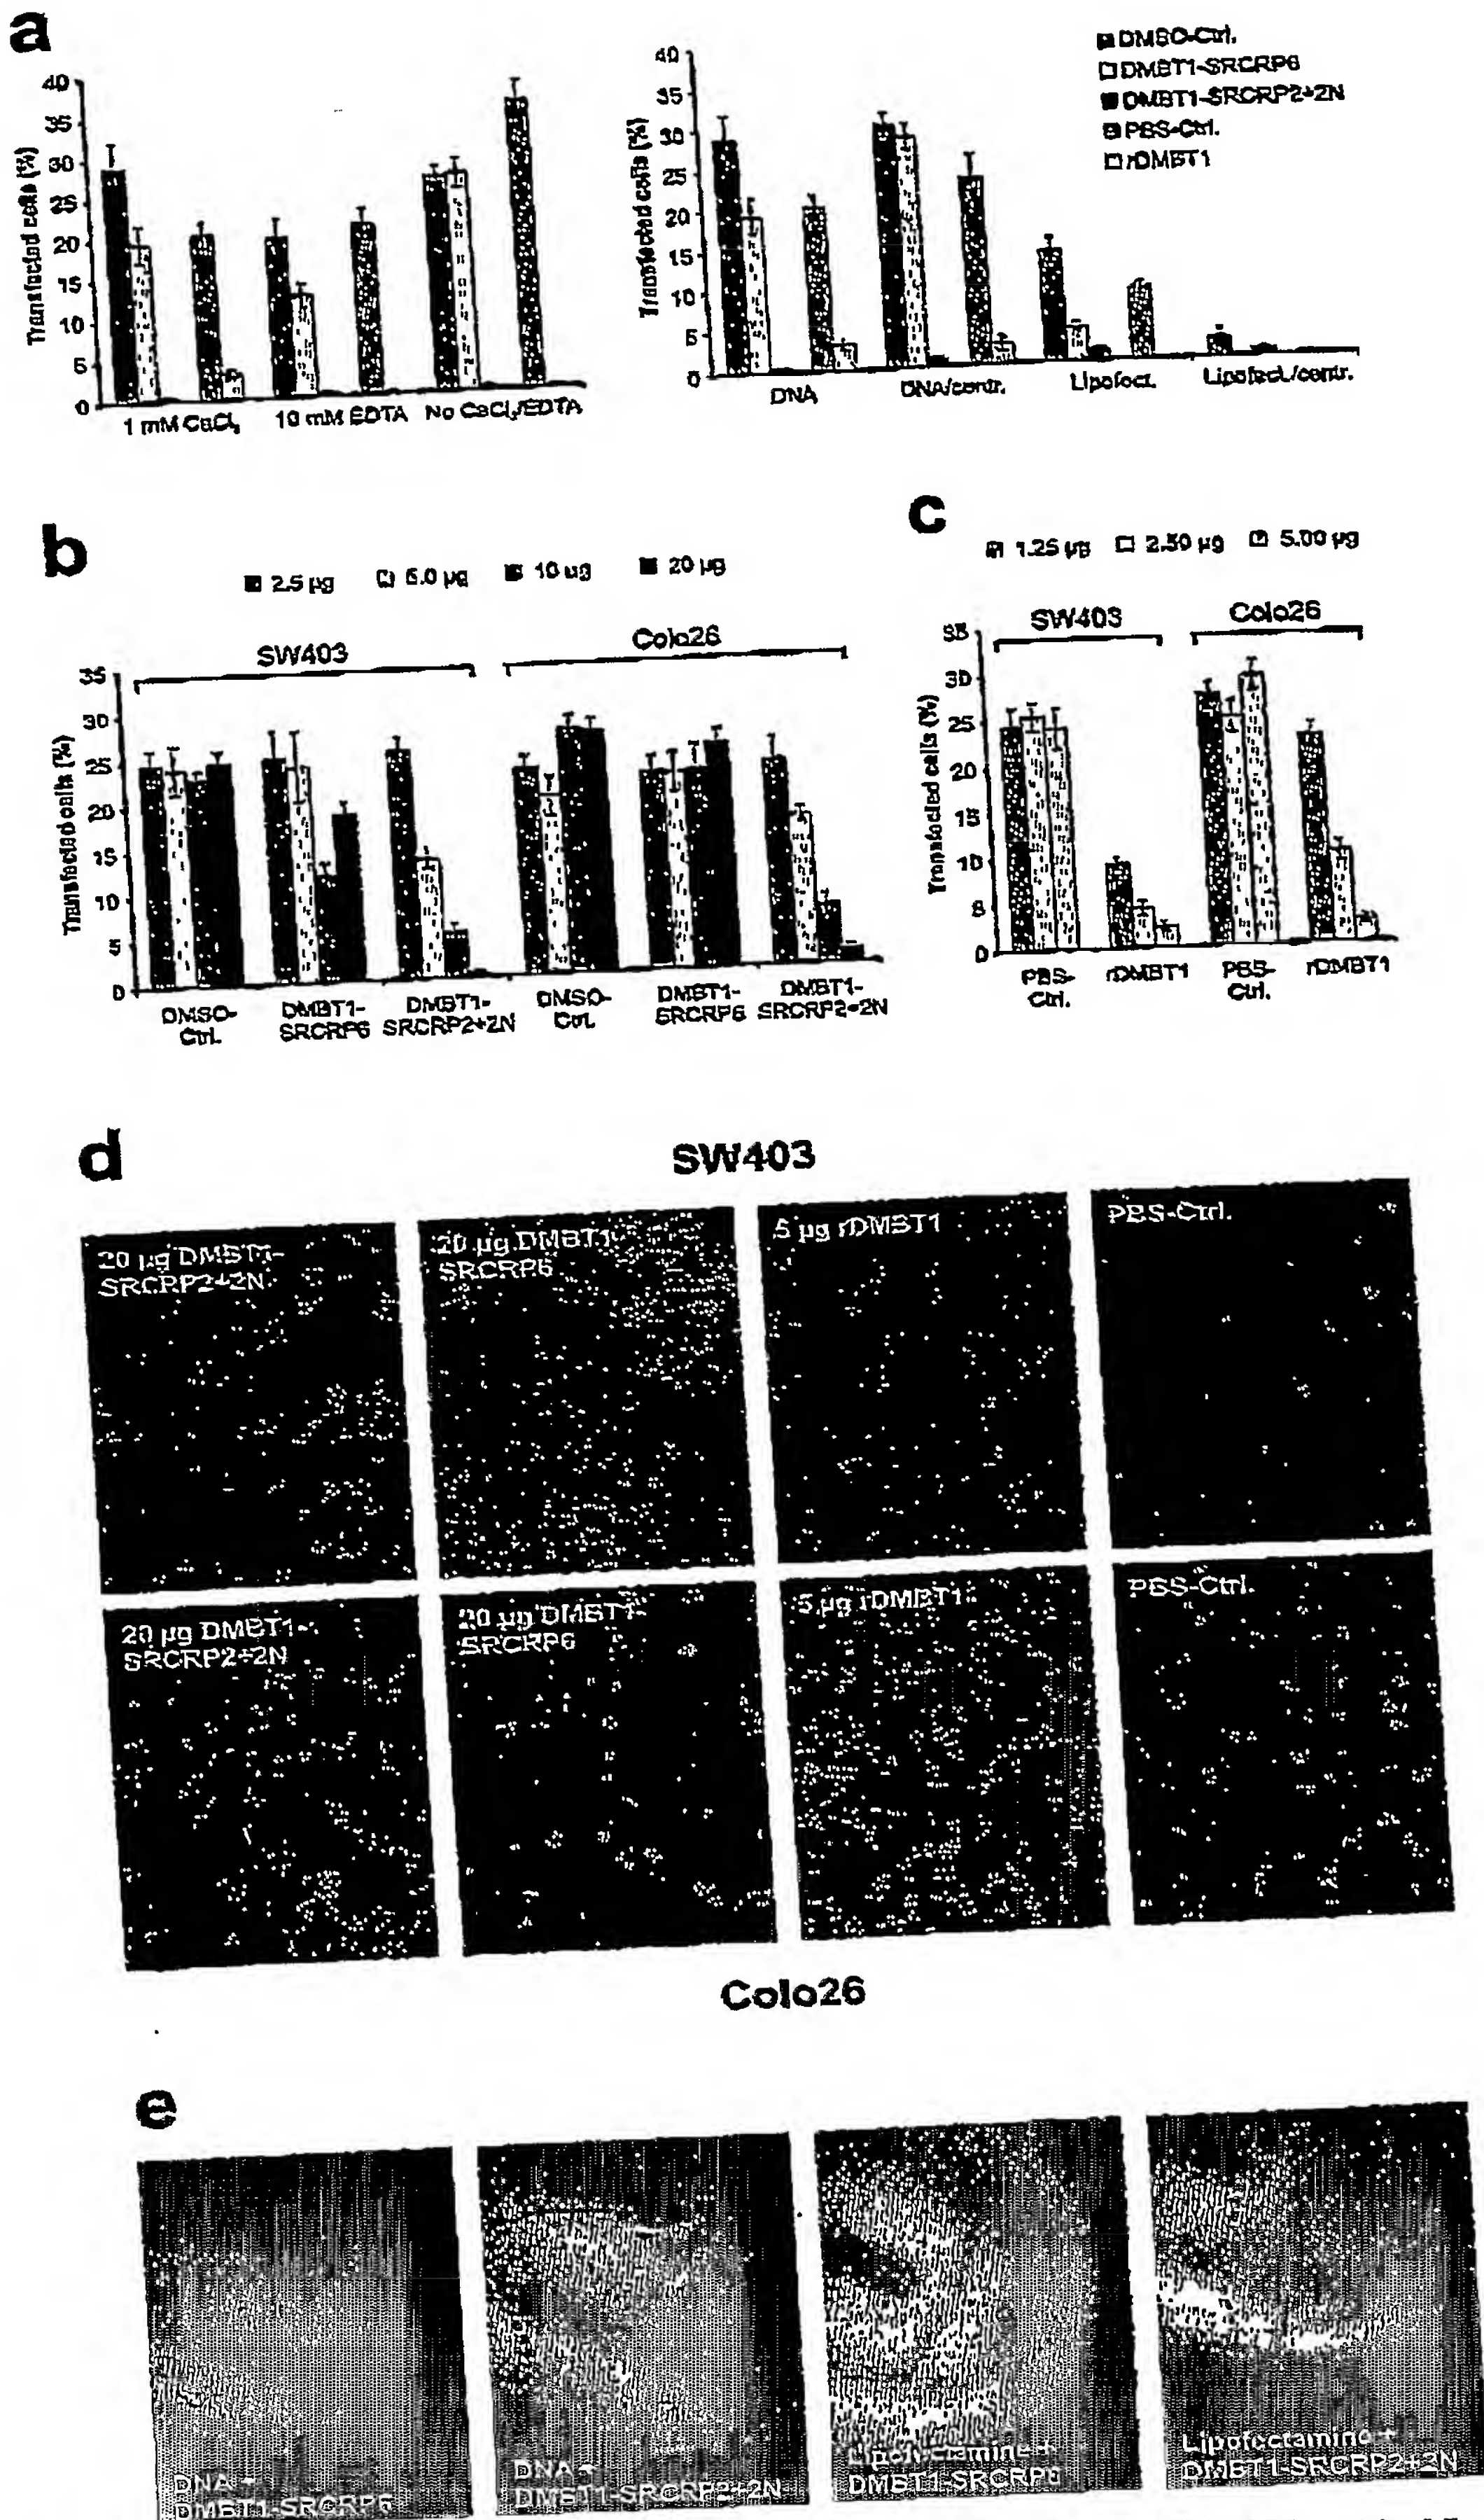 a
40
35
30
25
20
15
10
5
0
Transfected cells (%)
1 mM CaCl₂
10 mM EDTA
No CaCl₂/EDTA
40
35
30
25
20
15
10
5
0
Transfected cells (%)
DNA
DNA/centr.
Lipofect.
Lipofect./centr.
DMSO-Ctrl.
DMBT1-SRCRP6
DMBT1-SRCRP2+2N
PBS-Ctrl.
rDMBT1
b
2.5 µg
5.0 µg
10 µg
20 µg
SW403
Colo26
35
30
25
20
15
10
5
0
Transfected cells (%)
DMSO-
Ctrl.
DMBT1-
SRCRP6
DMBT1-
SRCRP2+2N
DMSO-
Ctrl.
DMBT1-
SRCRP6
DMBT1-
SRCRP2+2N
c
1.25 µg
2.50 µg
5.00 µg
SW403
Colo26
35
30
25
20
15
10
5
0
Transfected cells (%)
PBS-
Ctrl.
rDMBT1
PBS-
Ctrl.
rDMBT1
d
SW403
20 µg DMBT1-
SRCRP2+2N
20 µg DMBT1-
SRCRP6
5 µg rDMBT1
PBS-Ctrl.
20 µg DMBT1-
SRCRP2+2N
20 µg DMBT1-
SRCRP6
5 µg rDMBT1
PBS-Ctrl.
Colo26
e
DNA +
DMBT1-SRCRP6
DNA +
DMBT1-SRCRP2+2N
Lipofectamine +
DMBT1-SRCRP6
Lipofectamine +
DMBT1-SRCRP2+2N